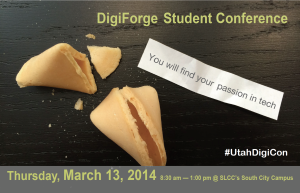 DigiForge Student Conference
You will find your passion in tech
#UtahDigiCon
Thursday, March 13, 2014 8:30 am — 1:00 pm @ SLCC's South City Campus